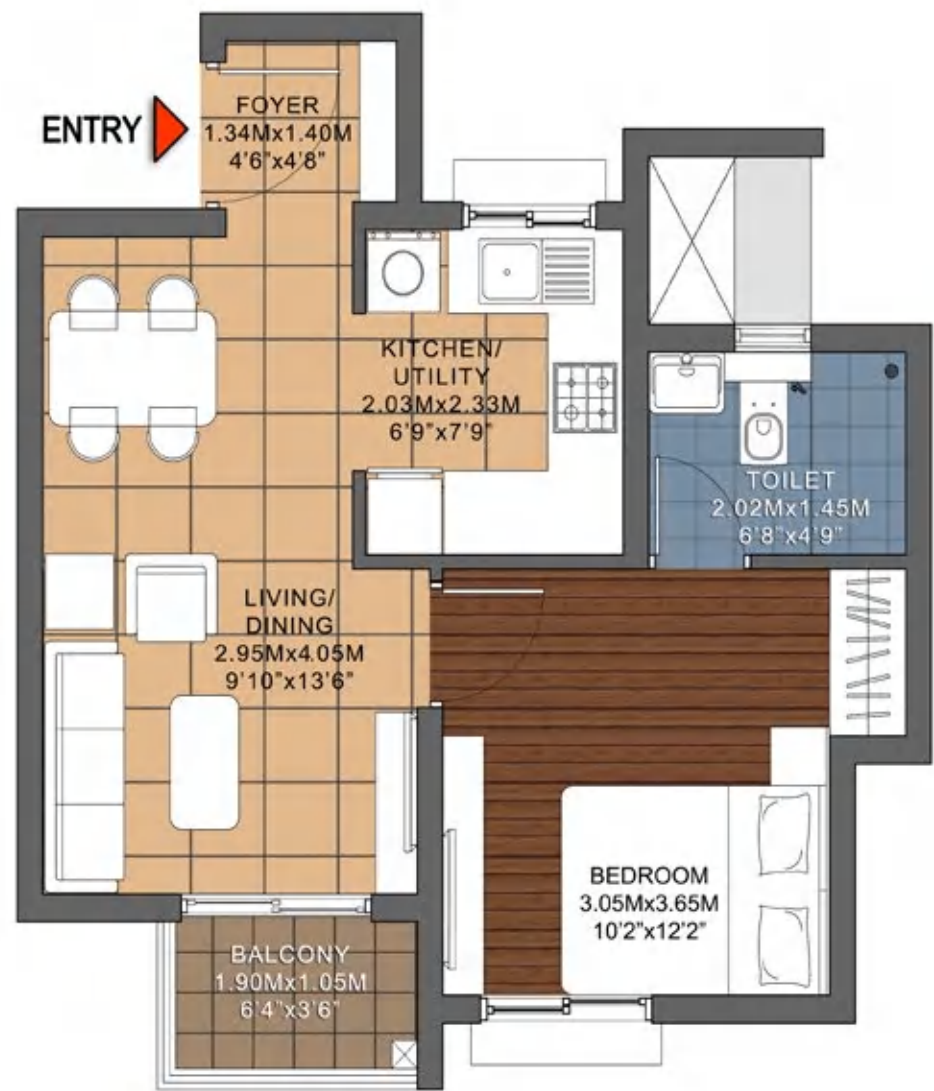 ENTRY
FOYER
1.34Mx1.40M
4'6"x4'8"
KITCHEN/
UTILITY
2.03Mx2.33M
6'9"x7'9"
TOILET
2.02Mx1.45M
6'8"x4'9"
LIVING/
DINING
2.95Mx4.05M
9'10"x13'6"
BEDROOM
3.05Mx3.65M
10'2"x12'2"
BALCONY
1.90Mx1.05M
6'4"x3'6"